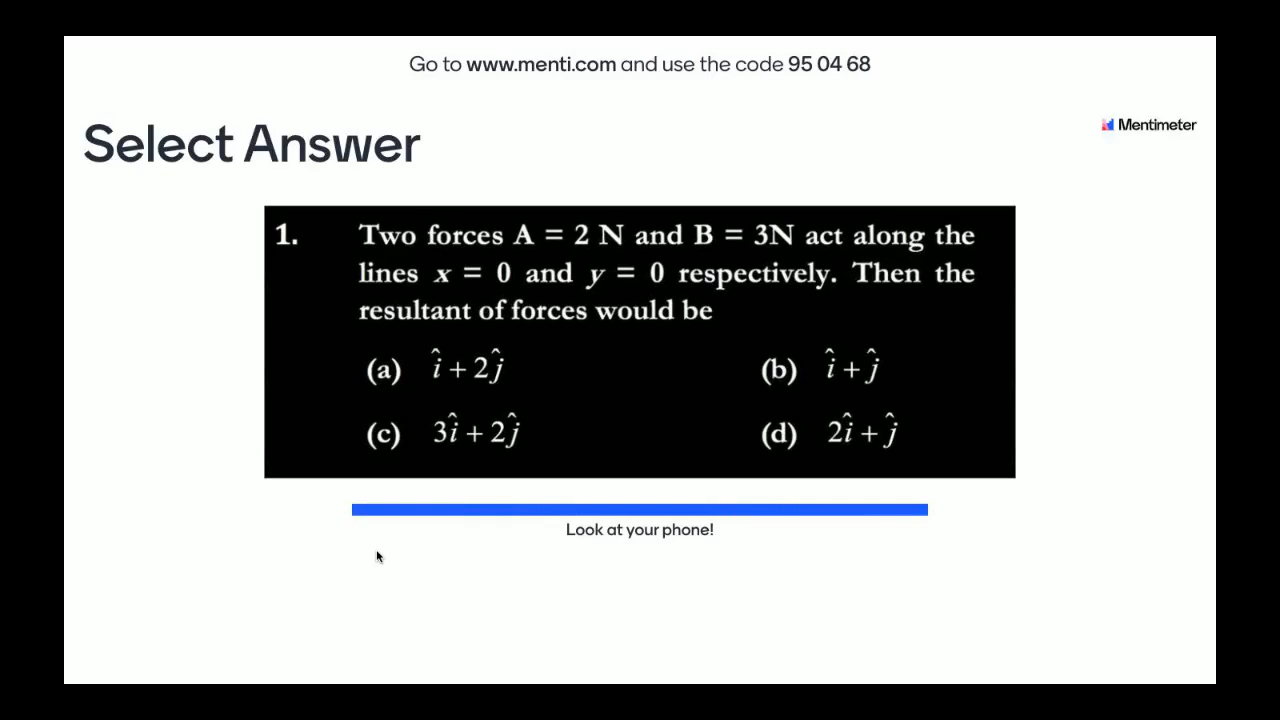 Go to www.menti.com and use the code 95 04 68
Select Answer
Mentimeter
1. Two forces A = 2 N and B = 3N act along the
lines x = 0 and y = 0 respectively. Then the
resultant of forces would be
(a) î + 2ĵ (b) î + ĵ
(c) 3î + 2ĵ (d) 2î + ĵ
Look at your phone!